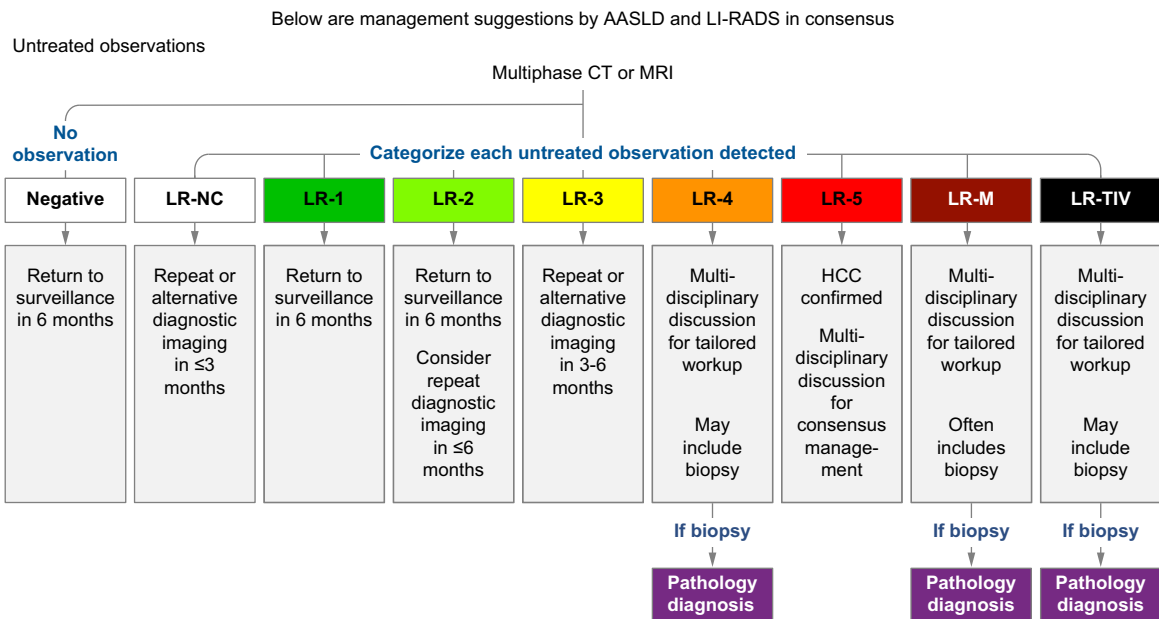 Below are management suggestions by AASLD and LI-RADS in consensus
Untreated observations
Multiphase CT or MRI
No
observation
Categorize each untreated observation detected
Negative
LR-NC
LR-1
LR-2
LR-3
LR-4
LR-5
LR-M
LR-TIV
Return to
surveillance
in 6 months
Repeat or
alternative
diagnostic
imaging
in ≤3
months
Return to
surveillance
in 6 months
Return to
surveillance
in 6 months
Consider
repeat
diagnostic
imaging
in ≤6
months
Repeat or
alternative
diagnostic
imaging
in 3-6
months
Multi-
disciplinary
discussion
for tailored
workup
May
include
biopsy
HCC
confirmed
Multi-
disciplinary
discussion
for
consensus
manage-
ment
Multi-
disciplinary
discussion
for tailored
workup
Often
includes
biopsy
Multi-
disciplinary
discussion
for tailored
workup
May
include
biopsy
If biopsy
If biopsy
If biopsy
Pathology
diagnosis
Pathology
diagnosis
Pathology
diagnosis